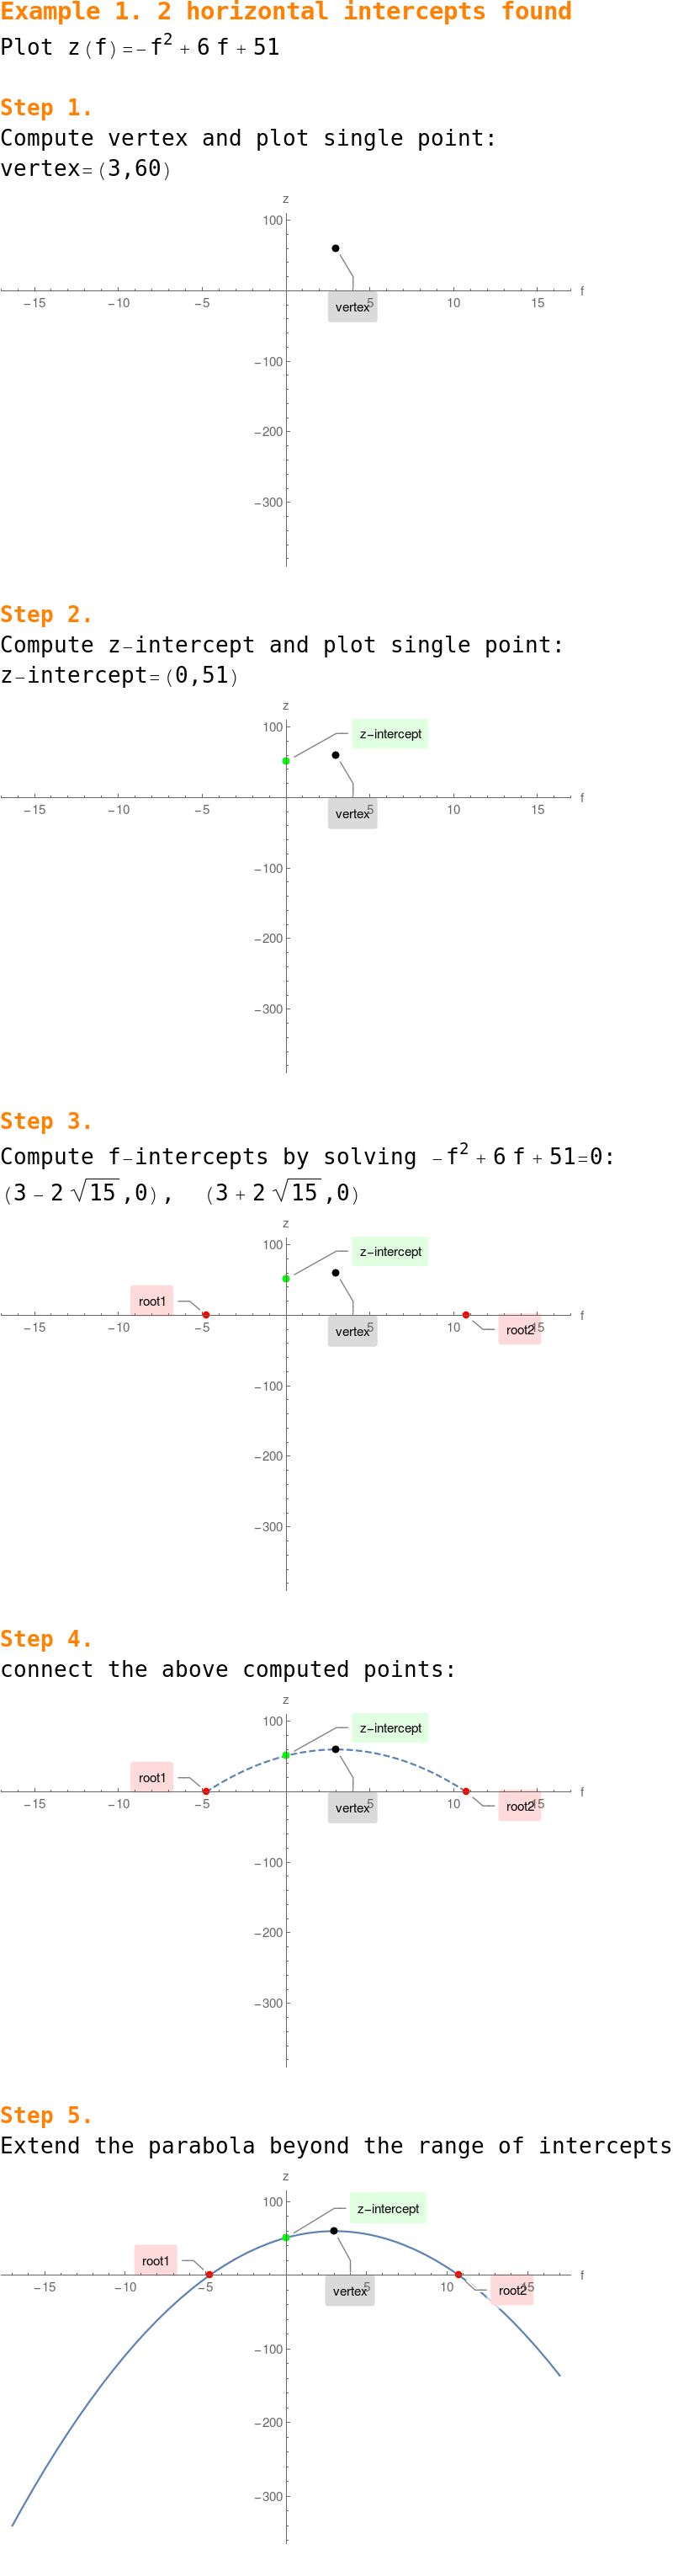 Example 1. 2 horizontal intercepts found
Plot z(f)=−f² + 6 f + 51
Step 1.
Compute vertex and plot single point:
vertex=(3,60)
z
100
−15 −10 −5 5 10 15 f
vertex
−100
−200
−300
Step 2.
Compute z−intercept and plot single point:
z−intercept=(0,51)
z
100
z−intercept
−15 −10 −5 5 10 15 f
vertex
−100
−200
−300
Step 3.
Compute f−intercepts by solving −f² + 6 f + 51=0:
(3 − 2 √15 ,0), (3 + 2 √15 ,0)
z
100
z−intercept
root1
−15 −10 −5 5 10 15 f
vertex
root2
−100
−200
−300
Step 4.
connect the above computed points:
z
100
z−intercept
root1
−15 −10 −5 5 10 15 f
vertex
root2
−100
−200
−300
Step 5.
Extend the parabola beyond the range of intercepts
z
100
z−intercept
root1
−15 −10 −5 5 10 15 f
vertex
root2
−100
−200
−300